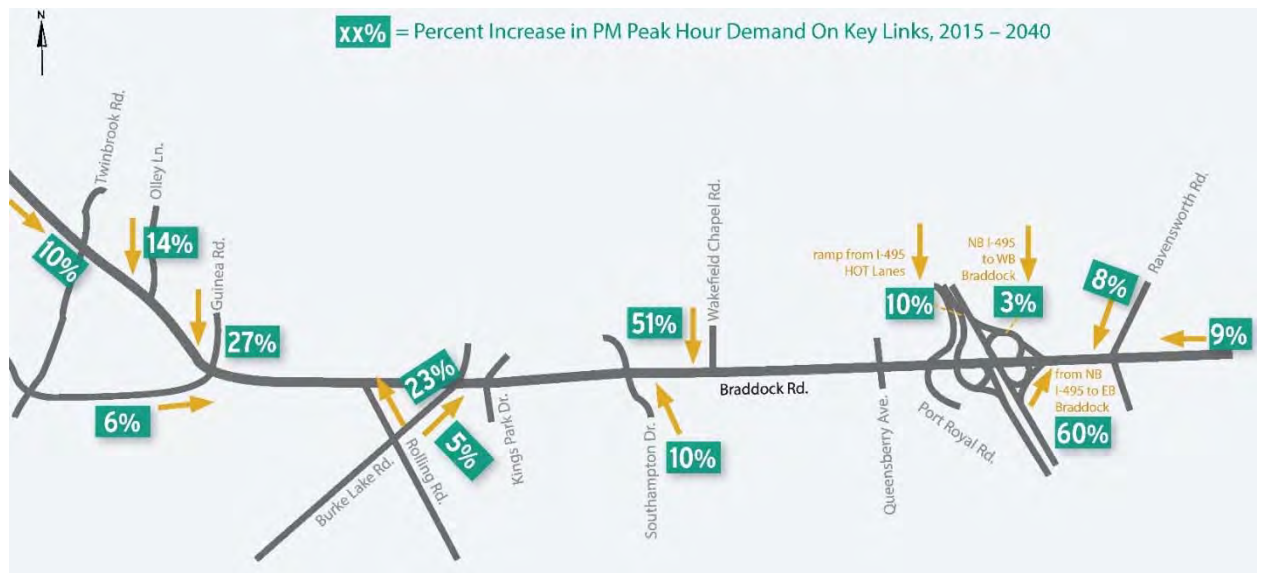 N
xx% = Percent Increase in PM Peak Hour Demand On Key Links, 2015 – 2040
Twinbrook Rd.
Olley Ln.
10%
14%
Guinea Rd.
27%
6%
23%
5%
Burke Lake Rd.
Rolling Rd.
Kings Park Dr.
Southampton Dr.
10%
51%
Wakefield Chapel Rd.
Braddock Rd.
Queensberry Ave.
Port Royal Rd.
ramp from I-495
HOT Lanes
10%
NB I-495
to WB
Braddock
3%
8%
Ravensworth Rd.
9%
from NB
I-495 to EB
Braddock
60%